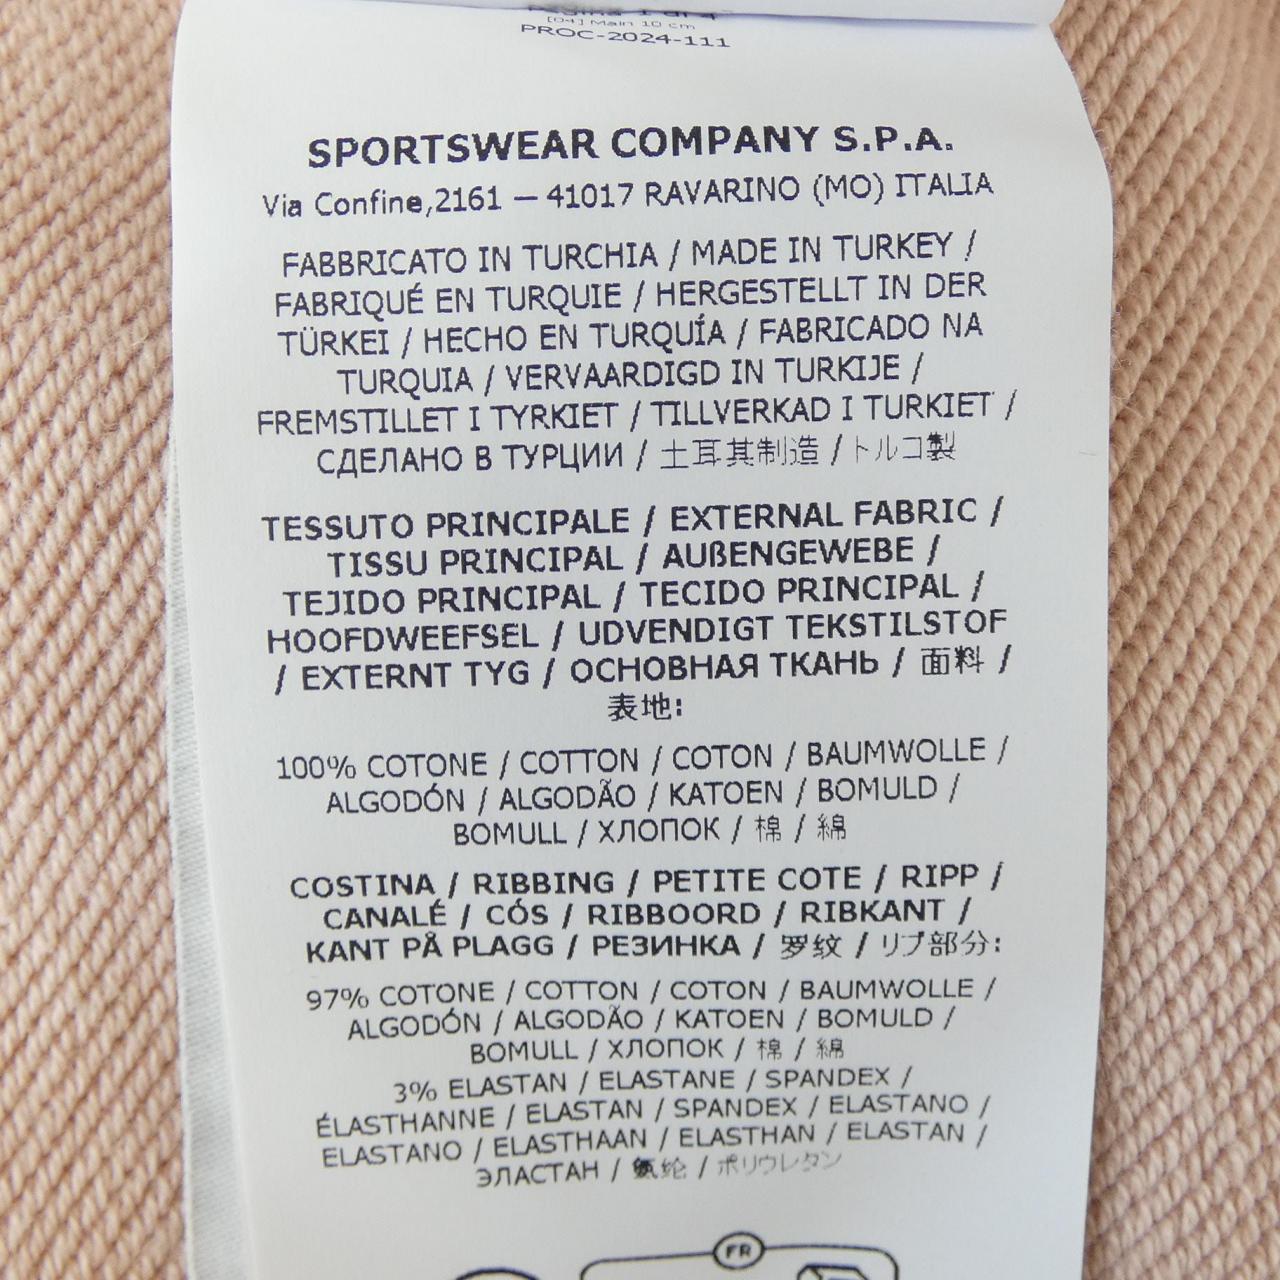 [04] Main 10 cm
PROC-2024-111
SPORTSWEAR COMPANY S.P.A.
Via Confine,2161 – 41017 RAVARINO (MO) ITALIA
FABBRICATO IN TURCHIA / MADE IN TURKEY /
FABRIQUÉ EN TURQUIE / HERGESTELLT IN DER
TÜRKEI / HECHO EN TURQUÍA / FABRICADO NA
TURQUIA / VERVAARDIGD IN TURKIJE /
FREMSTILLET I TYRKIET / TILLVERKAD I TURKIET /
СДЕЛАНО В ТУРЦИИ / 土耳其制造 / トルコ製
TESSUTO PRINCIPALE / EXTERNAL FABRIC /
TISSU PRINCIPAL / AUßENGEWEBE /
TEJIDO PRINCIPAL / TECIDO PRINCIPAL /
HOOFDWEEFSEL / UDVENDIGT TEKSTILSTOF
/ EXTERNT TYG / ОСНОВНАЯ ТКАНЬ / 面料 /
表地:
100% COTONE / COTTON / COTON / BAUMWOLLE /
ALGODÓN / ALGODÃO / KATOEN / BOMULD /
BOMULL / ХЛОПОК / 棉 / 綿
COSTINA / RIBBING / PETITE COTE / RIPP /
CANALÉ / CÓS / RIBBOORD / RIBKANT /
KANT PÅ PLAGG / РЕЗИНКА / 罗纹 / リブ部分:
97% COTONE / COTTON / COTON / BAUMWOLLE /
ALGODÓN / ALGODÃO / KATOEN / BOMULD /
BOMULL / ХЛОПОК / 棉 / 綿
3% ELASTAN / ELASTANE / SPANDEX /
ÉLASTHANNE / ELASTAN / SPANDEX / ELASTANO /
ELASTANO / ELASTHAAN / ELASTHAN / ELASTAN /
ЭЛАСТАН / 氨纶 / ポリウレタン
FR